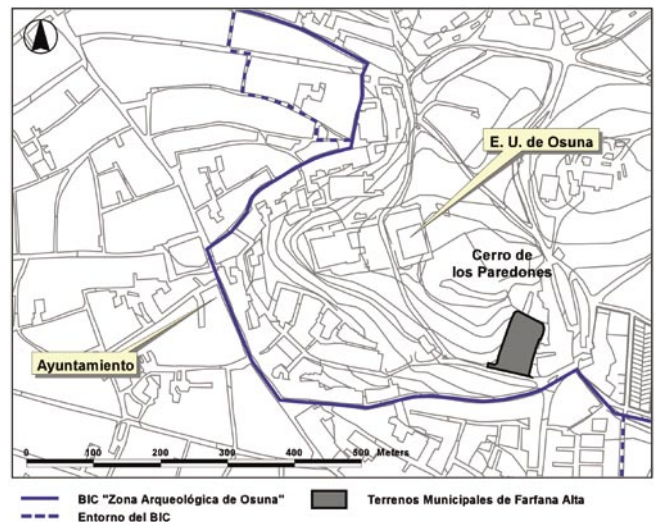 E. U. de Osuna
Cerro de
los Paredones
Ayuntamiento
0 100 200 300 400 500 Meters
BIC "Zona Arqueológica de Osuna"
Terrenos Municipales de Farfana Alta
Entorno del BIC